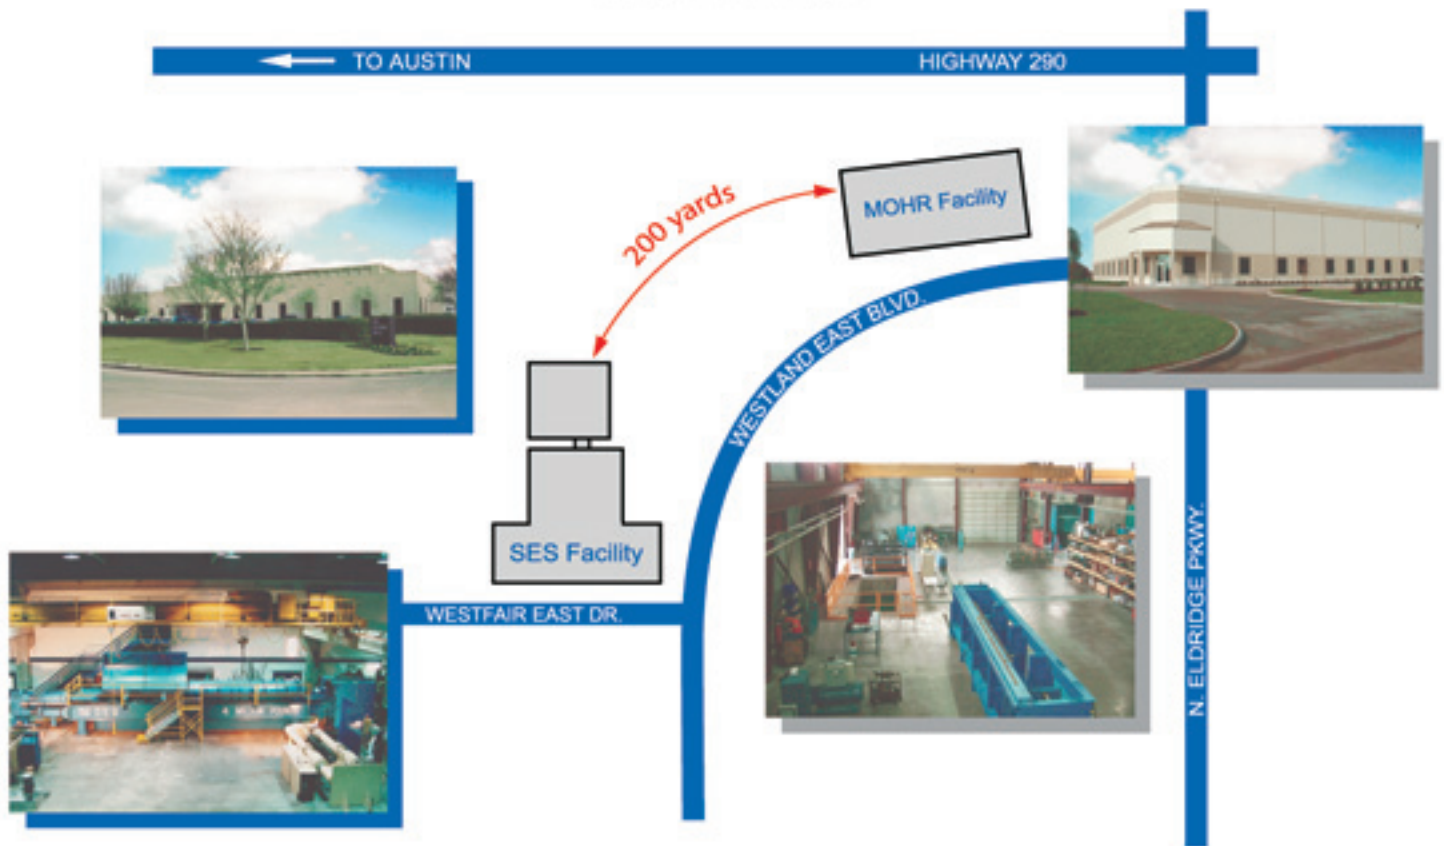 TO AUSTIN
HIGHWAY 290
200 yards
MOHR Facility
WESTLAND EAST BLVD.
SES Facility
WESTFAIR EAST DR.
N. ELDRIDGE PKWY.